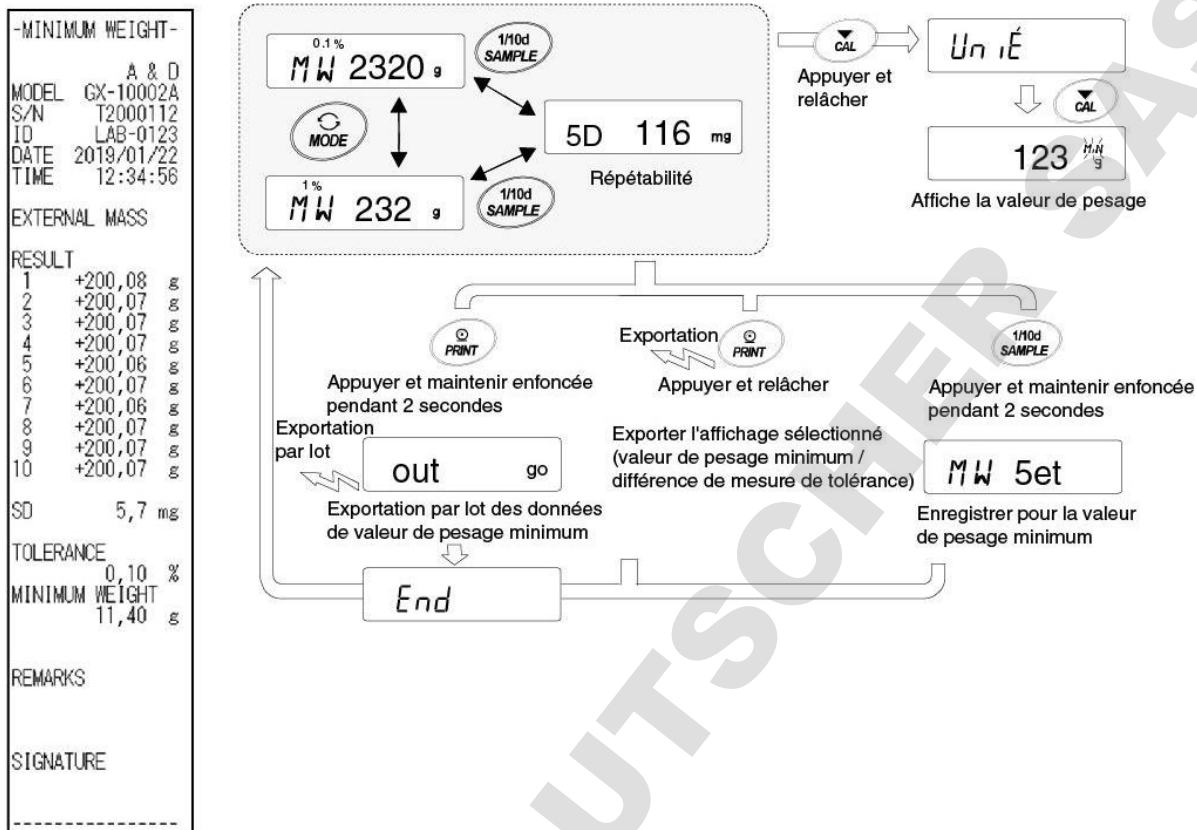 -MINIMUM WEIGHT-
A & D
MODEL GX-10002A
S/N T2000112
ID LAB-0123
DATE 2019/01/22
TIME 12:34:56
EXTERNAL MASS
RESULT
1 +200,08 g
2 +200,07 g
3 +200,07 g
4 +200,07 g
5 +200,06 g
6 +200,07 g
7 +200,06 g
8 +200,07 g
9 +200,07 g
10 +200,07 g
SD 5,7 mg
TOLERANCE
0,10 %
MINIMUM WEIGHT
11,40 g
REMARKS
SIGNATURE
----------------
0.1 %
MW 2320 g
1/10d
SAMPLE
MODE
5D 116 mg
Répétabilité
1 %
MW 232 g
1/10d
SAMPLE
CAL
Appuyer et
relâcher
Un iÉ
CAL
123 MW g
Affiche la valeur de pesage
PRINT
Appuyer et maintenir enfoncée
pendant 2 secondes
Exportation
par lot
out go
Exportation par lot des données
de valeur de pesage minimum
End
Exportation
PRINT
Appuyer et relâcher
Exporter l'affichage sélectionné
(valeur de pesage minimum /
différence de mesure de tolérance)
1/10d
SAMPLE
Appuyer et maintenir enfoncée
pendant 2 secondes
MW 5et
Enregistrer pour la valeur
de pesage minimum
UTSCHER SAS